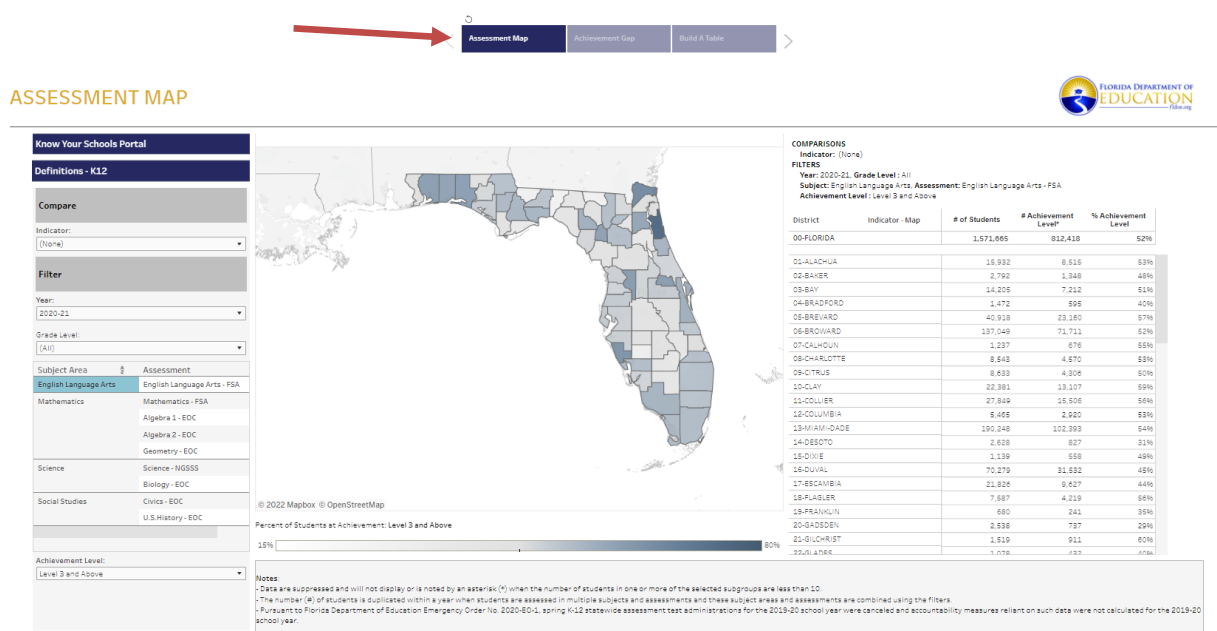 Assessment Map Achievement Gap Build A Table
ASSESSMENT MAP
FLORIDA DEPARTMENT OF
EDUCATION
fldoe.org
Know Your Schools Portal
Definitions - K12
Compare
Indicator:
(None)
Filter
Year:
2020-21
Grade Level:
(All)
Subject Area Assessment
English Language Arts English Language Arts - FSA
Mathematics Mathematics - FSA
Algebra 1 - EOC
Algebra 2 - EOC
Geometry - EOC
Science Science - NGSSS
Biology - EOC
Social Studies Civics - EOC
U.S.History - EOC
Achievement Level:
Level 3 and Above
© 2022 Mapbox © OpenStreetMap
Percent of Students at Achievement: Level 3 and Above
15% 80%
COMPARISONS
Indicator: (None)
FILTERS
Year: 2020-21, Grade Level : All
Subject: English Language Arts, Assessment: English Language Arts - FSA
Achievement Level : Level 3 and Above
District Indicator - Map # of Students # Achievement Level* % Achievement Level
00-FLORIDA 1,571,665 812,418 52%
01-ALACHUA 15,932 8,515 53%
02-BAKER 2,792 1,348 48%
03-BAY 14,205 7,212 51%
04-BRADFORD 1,472 595 40%
05-BREVARD 40,918 23,160 57%
06-BROWARD 137,049 71,711 52%
07-CALHOUN 1,237 676 55%
08-CHARLOTTE 8,543 4,570 53%
09-CITRUS 8,633 4,306 50%
10-CLAY 22,381 13,107 59%
11-COLLIER 27,849 15,506 56%
12-COLUMBIA 5,465 2,920 53%
13-MIAMI-DADE 190,248 102,393 54%
14-DESOTO 2,628 827 31%
15-DIXIE 1,139 558 49%
16-DUVAL 70,279 31,532 45%
17-ESCAMBIA 21,826 9,627 44%
18-FLAGLER 7,587 4,219 56%
19-FRANKLIN 680 241 35%
20-GADSDEN 2,538 737 29%
21-GILCHRIST 1,519 911 60%
22-GLADES 1,078 432 40%
Notes:
- Data are suppressed and will not display or is noted by an asterisk (*) when the number of students in one or more of the selected subgroups are less than 10.
- The number (#) of students is duplicated within a year when students are assessed in multiple subjects and assessments and these subject areas and assessments are combined using the filters.
- Pursuant to Florida Department of Education Emergency Order No. 2020-EO-1, spring K-12 statewide assessment test administrations for the 2019-20 school year were canceled and accountability measures reliant on such data were not calculated for the 2019-20
school year.